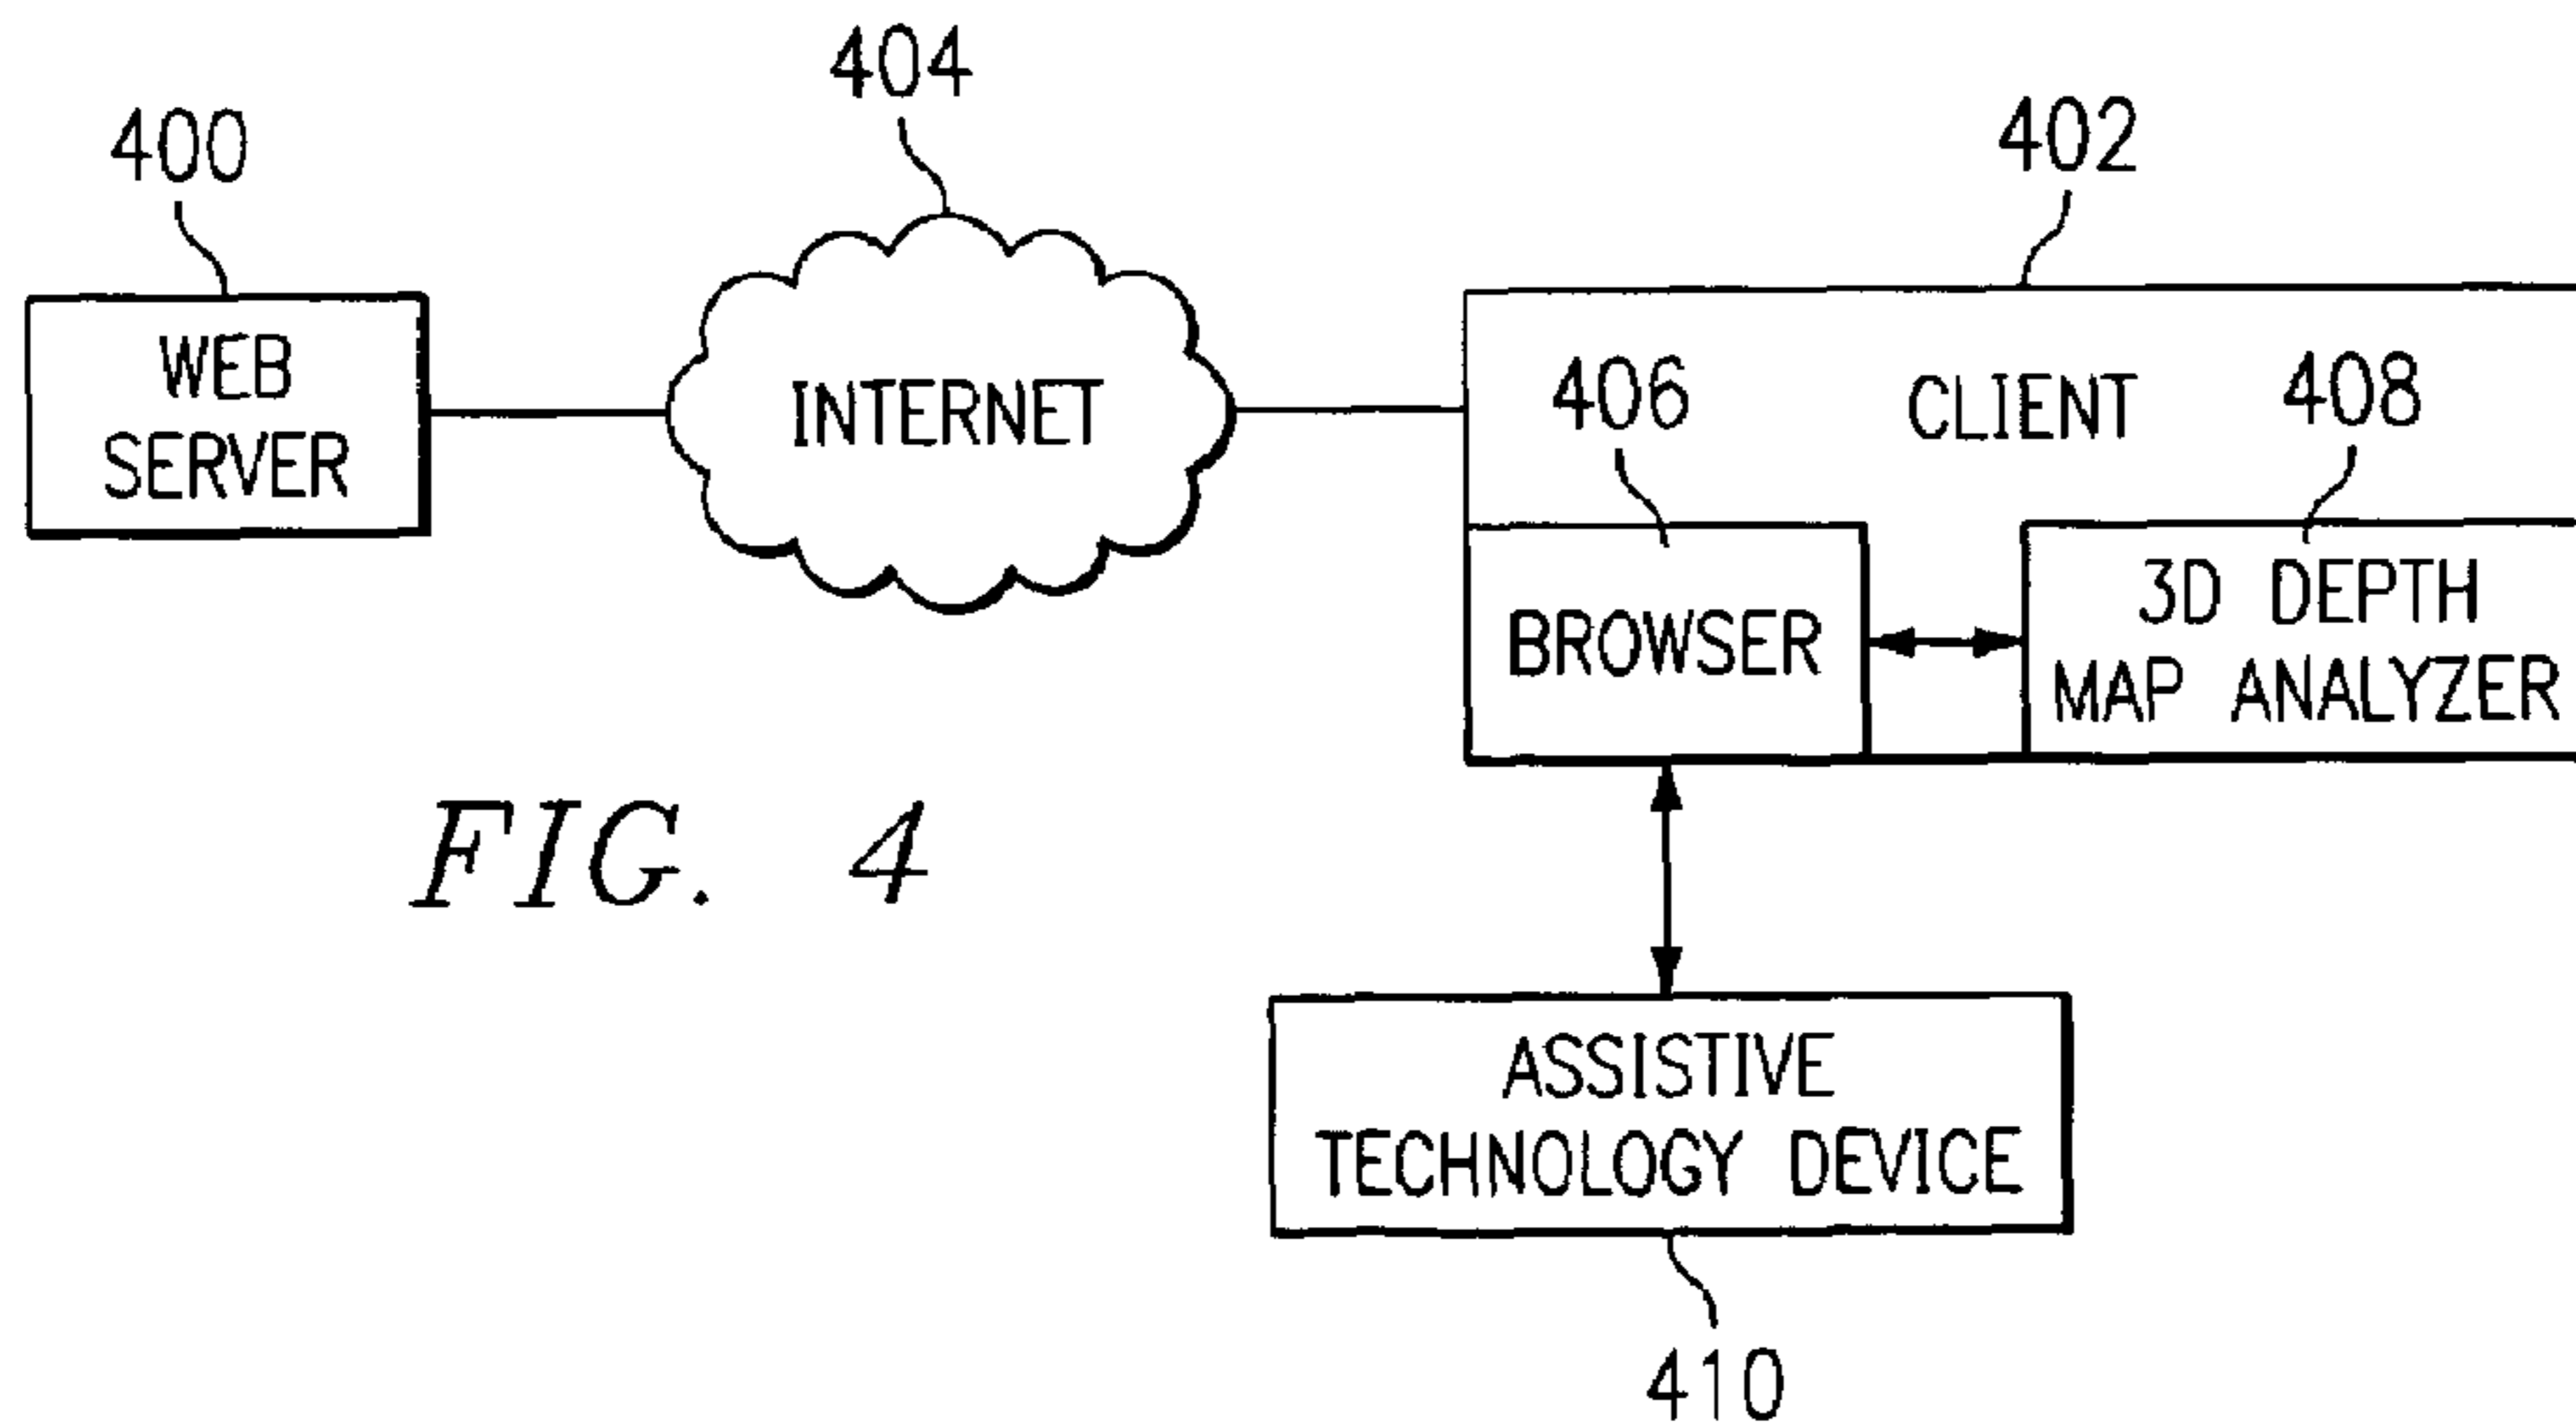 404
400
402
WEB
SERVER
INTERNET
CLIENT
406
408
BROWSER
3D DEPTH
MAP ANALYZER
FIG. 4
ASSISTIVE
TECHNOLOGY DEVICE
410